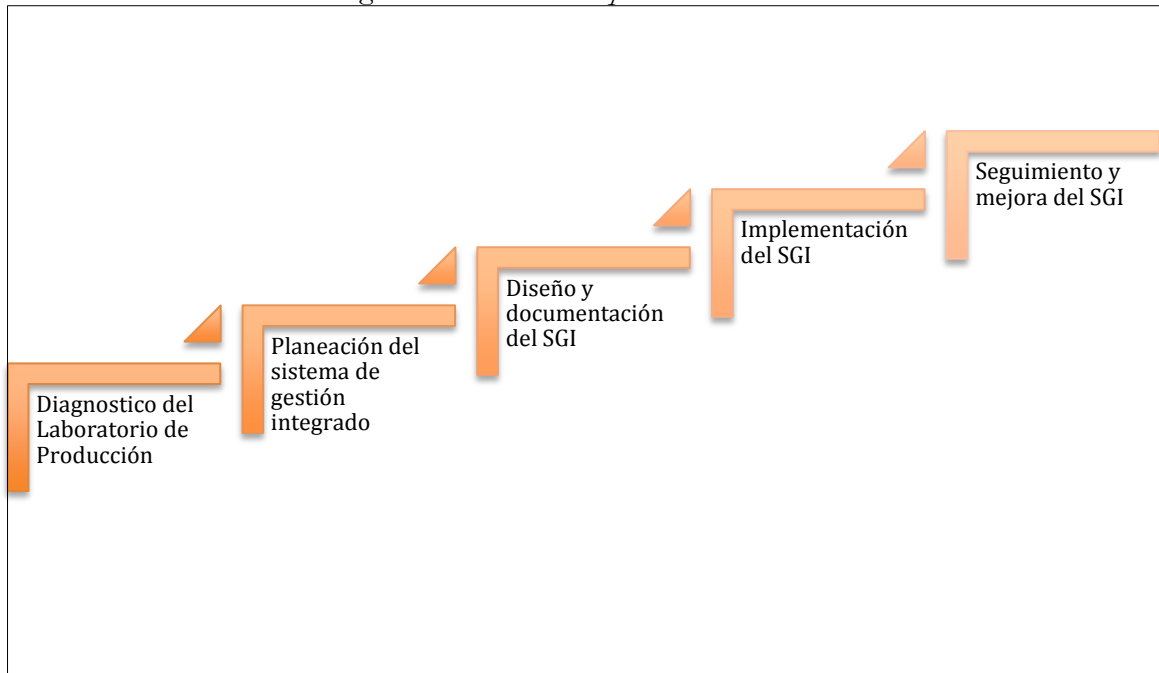 Diagnostico del
Laboratorio de
Producción
Planeación del
sistema de
gestión
integrado
Diseño y
documentación
del SGI
Implementación
del SGI
Seguimiento y
mejora del SGI